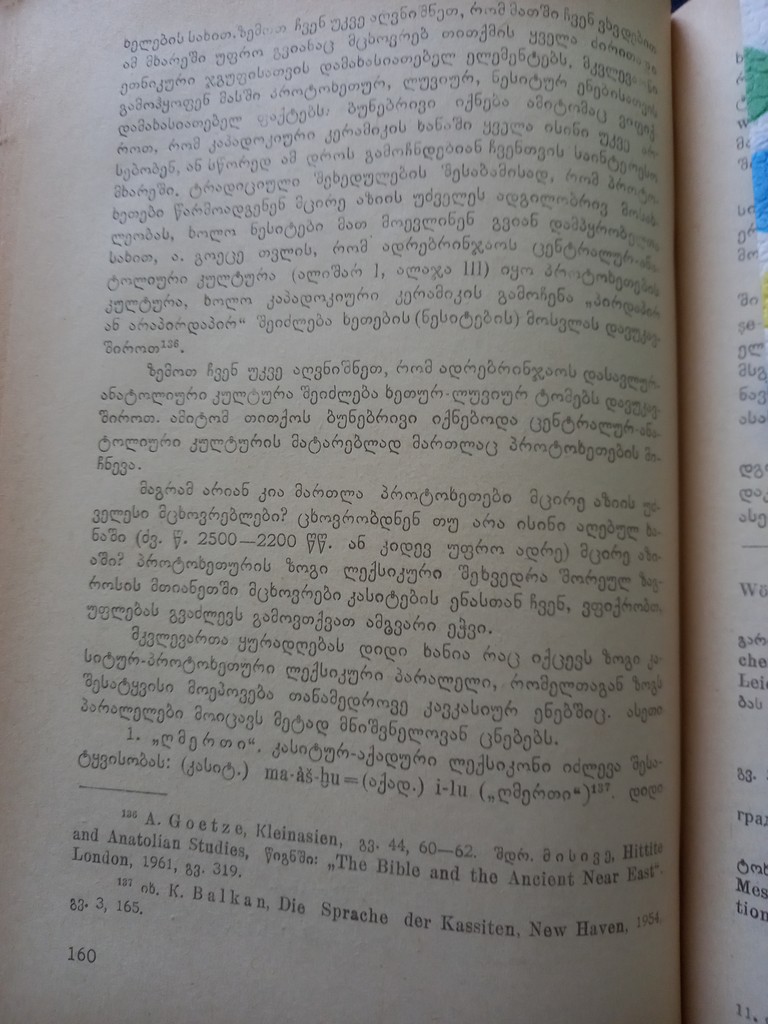 ხელების სახით. ზემოთ ჩვენ უკვე აღვნიშნეთ, რომ მათში ჩვენ ვხვდებით
ამ მხარეში უფრო გვიანაც მცხოვრებ თითქმის ყველა ძირითადი
ეთნიკური ჯგუფისათვის დამახასიათებელ ელემენტებს,
გამოჰყოფენ მასში პროტოხეთურ, ლუვიურ, ნესიტურ ენებისათვის
დამახასიათებელ ფაქტებს. ბუნებრივი იქნება ამიტომაც ვიფიქ-
როთ, რომ კაპადოკიური კერამიკის ხანაში ყველა ისინი უკვე არ-
სებობენ, ან სწორედ ამ დროს გამოჩნდებიან ჩვენთვის საინტერესო
მხარეში. ტრადიციული შეხედულების შესაბამისად, რომ პროტო-
ხეთები წარმოადგენენ მცირე აზიის უძველეს ადგილობრივ მოსახ-
ლეობას, ხოლო ნესიტები მათ მოევლინენ გვიან დამპყრობელთა
სახით, ა. გოეცე თვლის, რომ ადრებრინჯაოს ცენტრალურ-ანა-
ტოლიური კულტურა (ალიშარ I, ალაჯა III) იყო პროტოხეთების
კულტურა, ხოლო კაპადოკიური კერამიკის გამოჩენა „პირდაპირ
ან არაპირდაპირ“ შეიძლება ხეთების (ნესიტების) მოსვლას დავუკავ-
შიროთ¹³⁶.
ზემოთ ჩვენ უკვე აღვნიშნეთ, რომ ადრებრინჯაოს დასავლურ-
ანატოლიური კულტურა შეიძლება ხეთურ-ლუვიურ ტომებს დავუკავ-
შიროთ. ამიტომ თითქოს ბუნებრივი იქნებოდა ცენტრალურ-ანა-
ტოლიური კულტურის მატარებლად მართლაც პროტოხეთების მი-
ჩნევა.
მაგრამ არიან კია მართლა პროტოხეთები მცირე აზიის უძ-
ველესი მცხოვრებლები? ცხოვრობდნენ თუ არა ისინი აღებულ ხა-
ნაში (ძვ. წ. 2500—2200 წწ. ან კიდევ უფრო ადრე) მცირე აზი-
აში? პროტოხეთურის ზოგი ლექსიკური შეხვედრა შორეულ ზაგ-
როსის მთიანეთში მცხოვრები კასიტების ენასთან ჩვენ, ვფიქრობთ,
უფლებას გვაძლევს გამოვთქვათ ამგვარი ეჭვი.
მკვლევართა ყურადღებას დიდი ხანია რაც იქცევს ზოგი კა-
სიტურ-პროტოხეთური ლექსიკური პარალელი, რომელთაგან ზოგს
შესატყვისი მოეპოვება თანამედროვე კავკასიურ ენებშიც. ასეთი
პარალელები მოიცავს მეტად მნიშვნელოვან ცნებებს.
1. „ღმერთი“. კასიტურ-აქადური ლექსიკონი იძლევა შესა-
ტყვისობას: (კასიტ.) ma-àš-ḫu=(აქად.) i-lu („ღმერთი“)¹³⁷. დიდი
¹³⁶ A. Goetze, Kleinasien, გვ. 44, 60—62. შდრ. მისივე, Hittite
and Anatolian Studies, წიგნში: „The Bible and the Ancient Near East“.
London, 1961, გვ. 319.
¹³⁷ იხ. K. Balkan, Die Sprache der Kassiten, New Haven, 1954,
გვ. 3, 165.
160